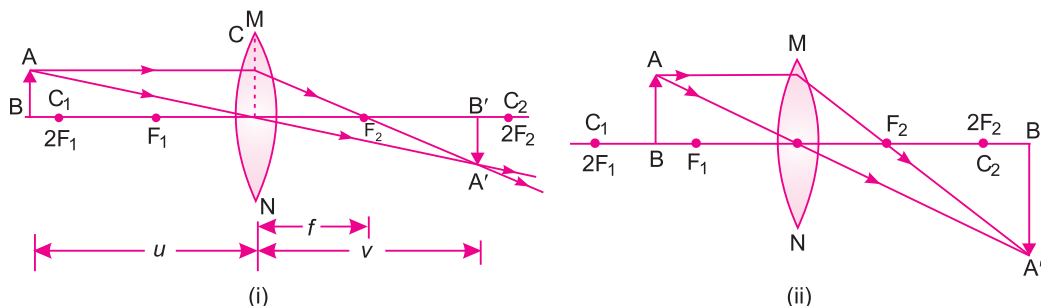 M
C
A
B
C₁
2F₁
F₁
F₂
B′
C₂
2F₂
A′
N
f
u
v
(i)
M
A
C₁
2F₁
B
F₁
F₂
2F₂
C₂
B
N
A′
(ii)